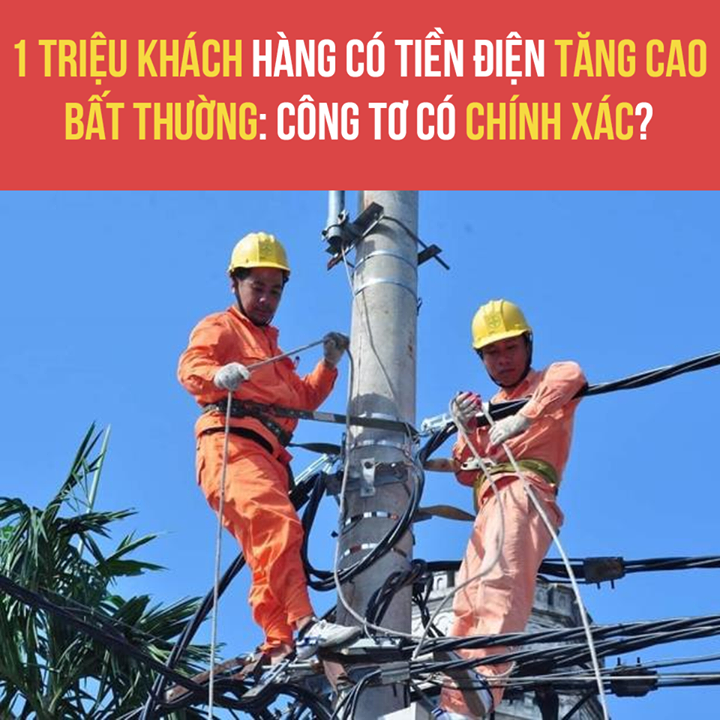 1 TRIỆU KHÁCH HÀNG CÓ TIỀN ĐIỆN TĂNG CAO
BẤT THƯỜNG: CÔNG TƠ CÓ CHÍNH XÁC?